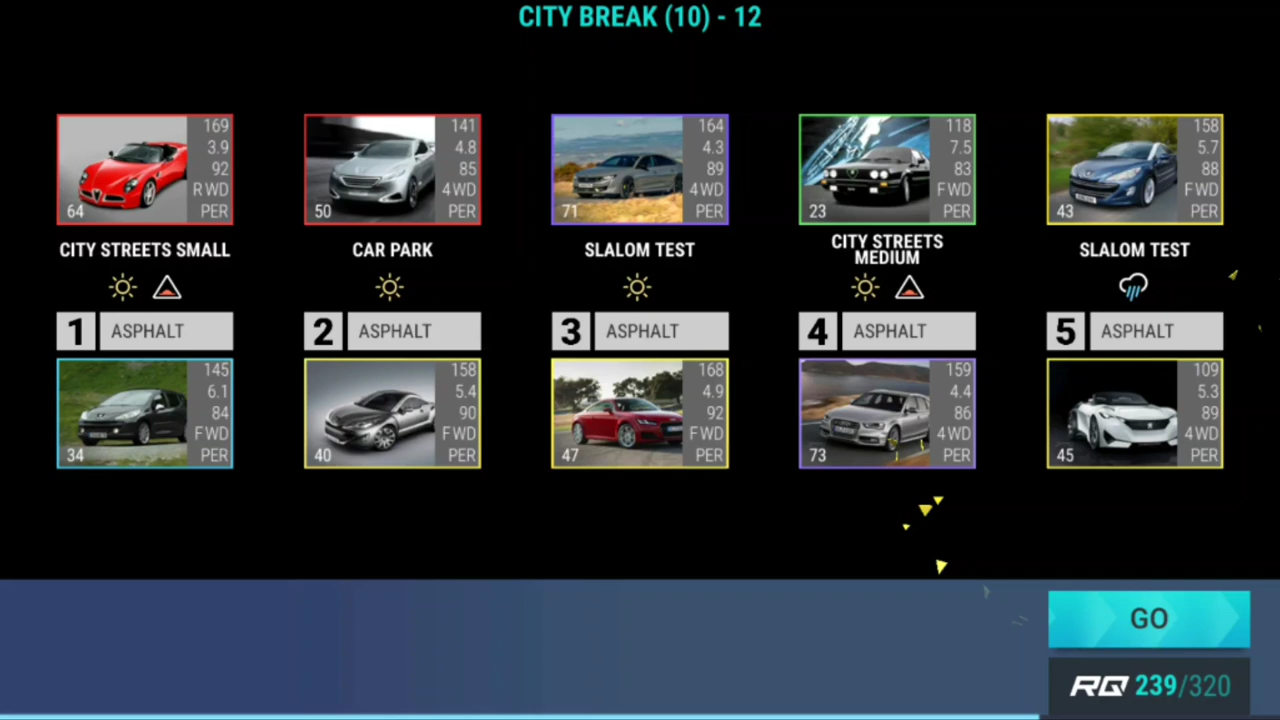 CITY BREAK (10) - 12
169
3.9
92
RWD
64 PER
141
4.8
85
4WD
50 PER
164
4.3
89
4WD
71 PER
118
7.5
83
FWD
23 PER
158
5.7
88
FWD
43 PER
CITY STREETS SMALL
CAR PARK
SLALOM TEST
CITY STREETS
MEDIUM
SLALOM TEST
1 ASPHALT
2 ASPHALT
3 ASPHALT
4 ASPHALT
5 ASPHALT
145
6.1
84
FWD
34 PER
158
5.4
90
FWD
40 PER
168
4.9
92
FWD
47 PER
159
4.4
86
4WD
73 PER
109
5.3
89
4WD
45 PER
GO
RQ 239/320